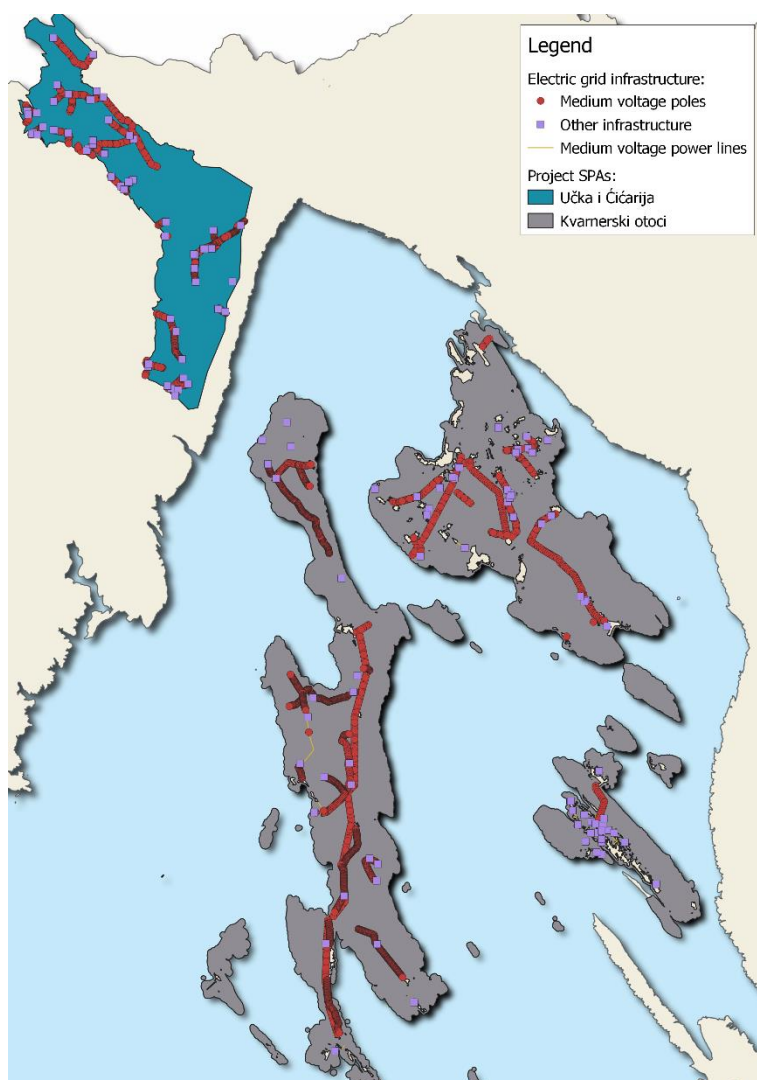 Legend
Electric grid infrastructure:
Medium voltage poles
Other infrastructure
Medium voltage power lines
Project SPAs:
Učka i Ćićarija
Kvarnerski otoci